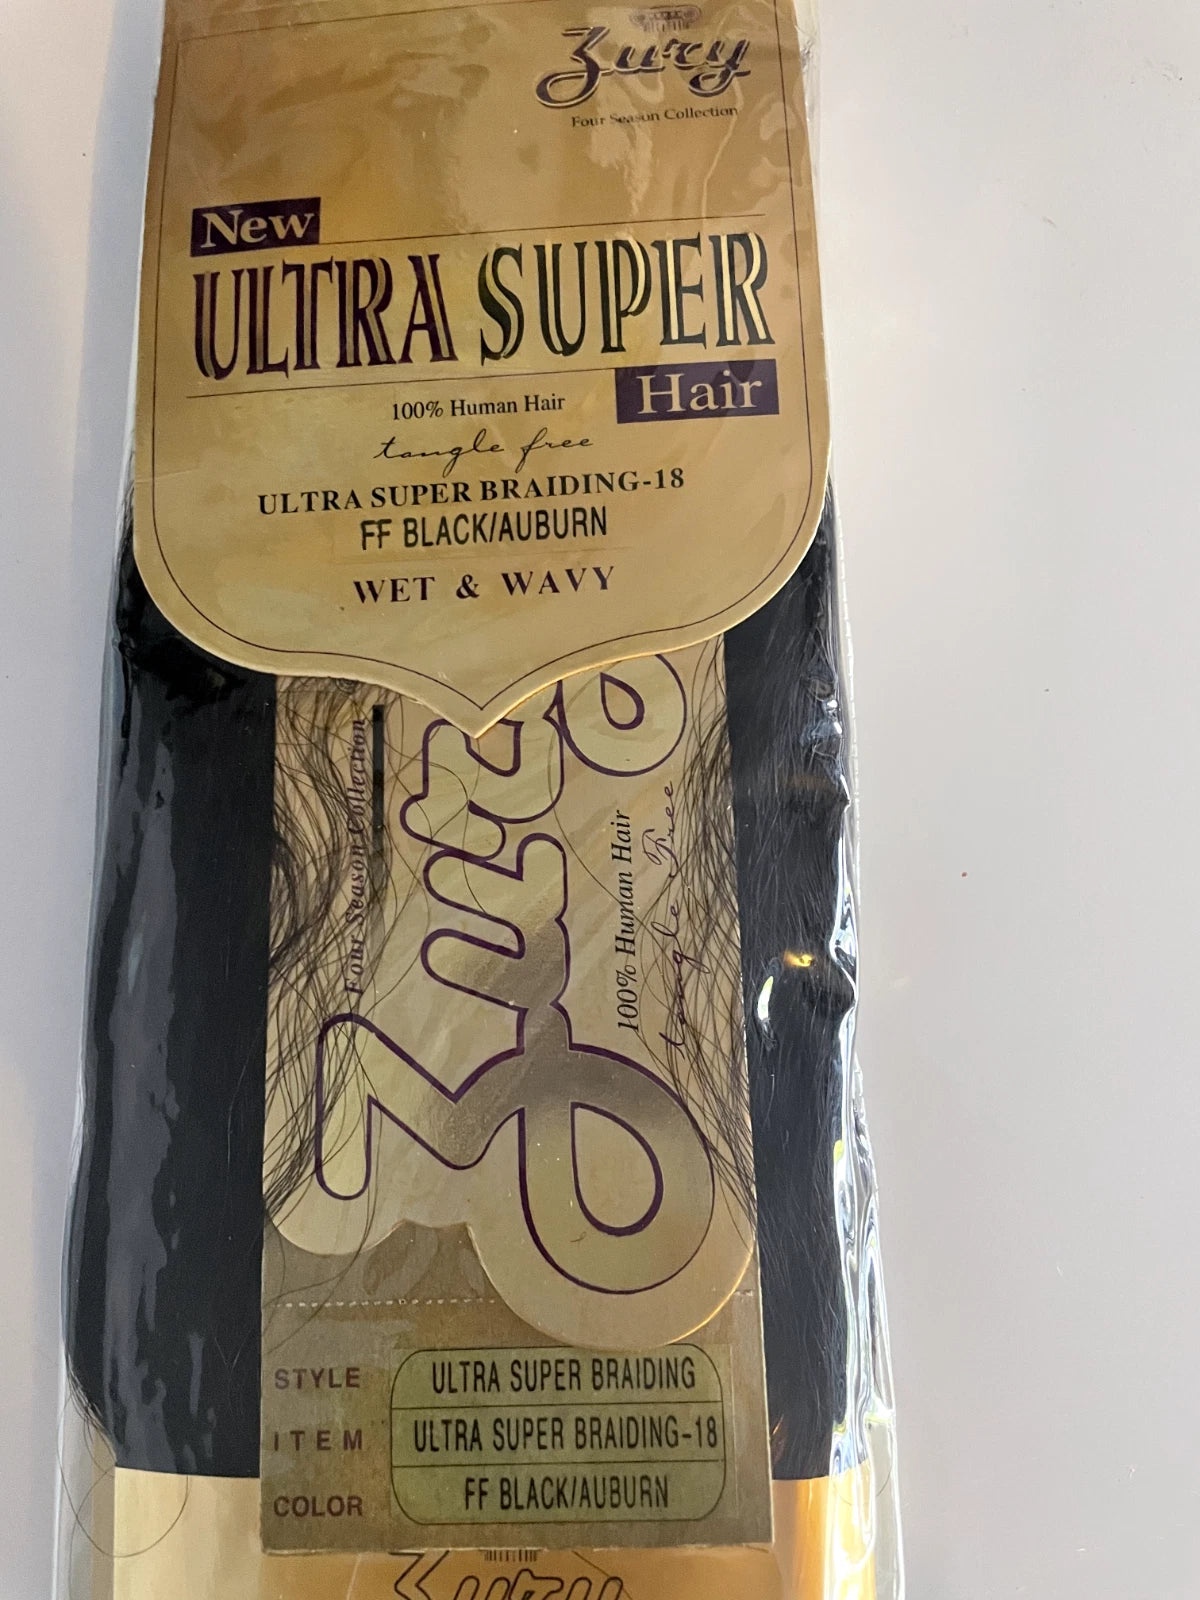 Zury
Four Season Collection
New
ULTRA SUPER
Hair
100% Human Hair
tangle free
ULTRA SUPER BRAIDING-18
FF BLACK/AUBURN
WET & WAVY
Four Season Collection
Zury
100% Human Hair
Tangle Free
STYLE ULTRA SUPER BRAIDING
ITEM ULTRA SUPER BRAIDING-18
COLOR FF BLACK/AUBURN
Zury